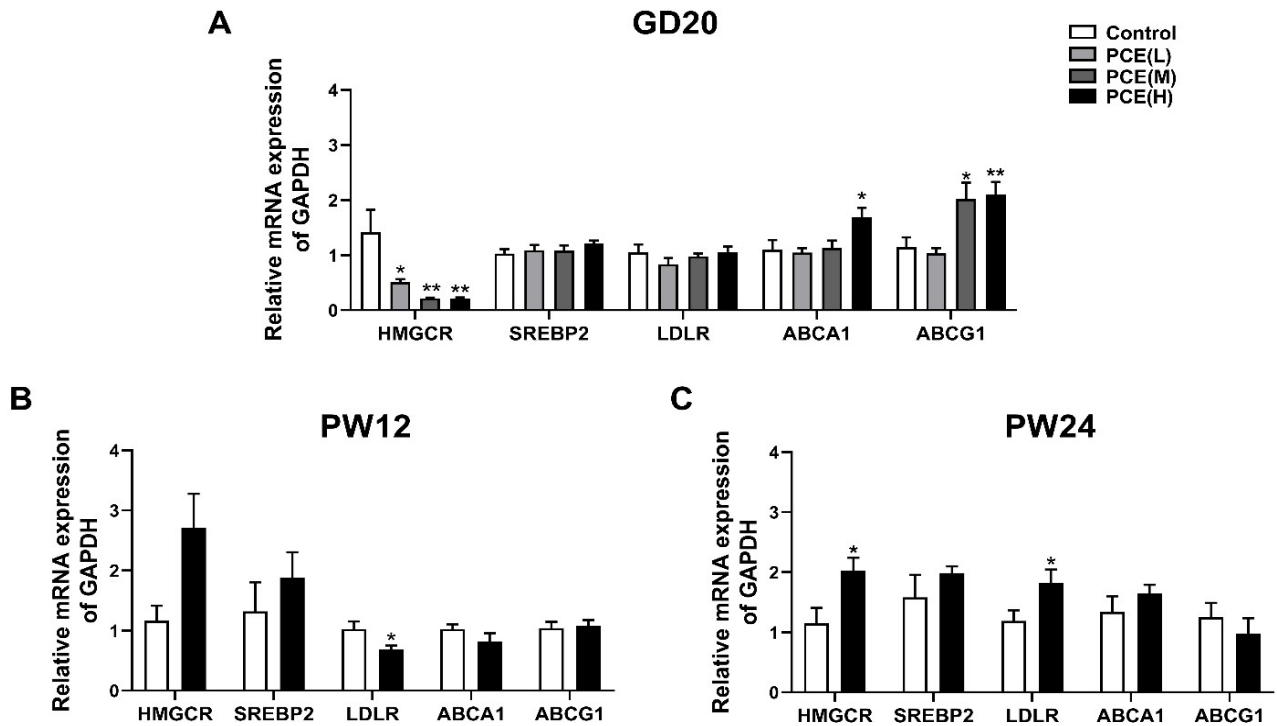 A
GD20
Control
PCE(L)
PCE(M)
PCE(H)
Relative mRNA expression
of GAPDH
4
3
2
1
0
*
**
**
*
*
**
HMGCR
SREBP2
LDLR
ABCA1
ABCG1
B
PW12
Relative mRNA expression
of GAPDH
4
3
2
1
0
*
HMGCR
SREBP2
LDLR
ABCA1
ABCG1
C
PW24
Relative mRNA expression
of GAPDH
4
3
2
1
0
*
*
HMGCR
SREBP2
LDLR
ABCA1
ABCG1